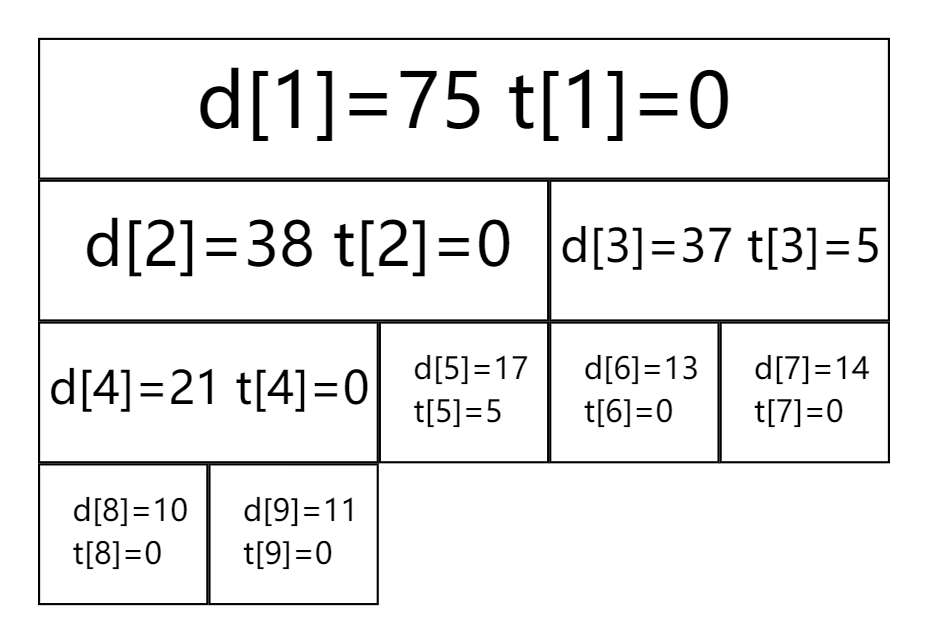 d[1]=75 t[1]=0
d[2]=38 t[2]=0
d[3]=37 t[3]=5
d[4]=21 t[4]=0
d[5]=17
t[5]=5
d[6]=13
t[6]=0
d[7]=14
t[7]=0
d[8]=10
t[8]=0
d[9]=11
t[9]=0